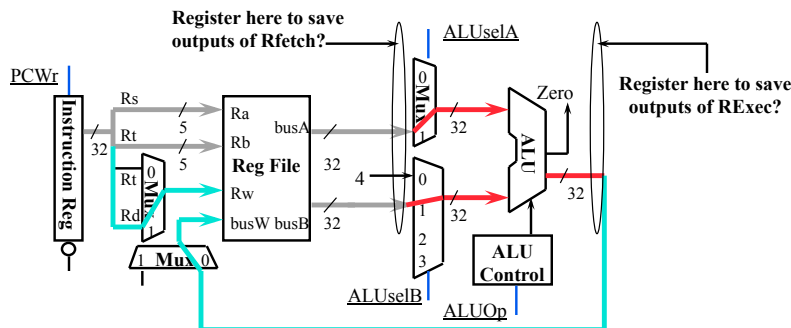 Register here to save
outputs of Rfetch?
ALUselA
PCWr
Register here to save
outputs of RExec?
Zero
Instruction Reg
32
Rs
5
Rt
5
Rt
Rd
0
Mux
1
1 Mux 0
Ra
Rb
Reg File
Rw
busW busB
busA
32
32
4
0
Mux
1
32
0
1
2
3
32
ALU
32
ALU
Control
ALUselB
ALUOp